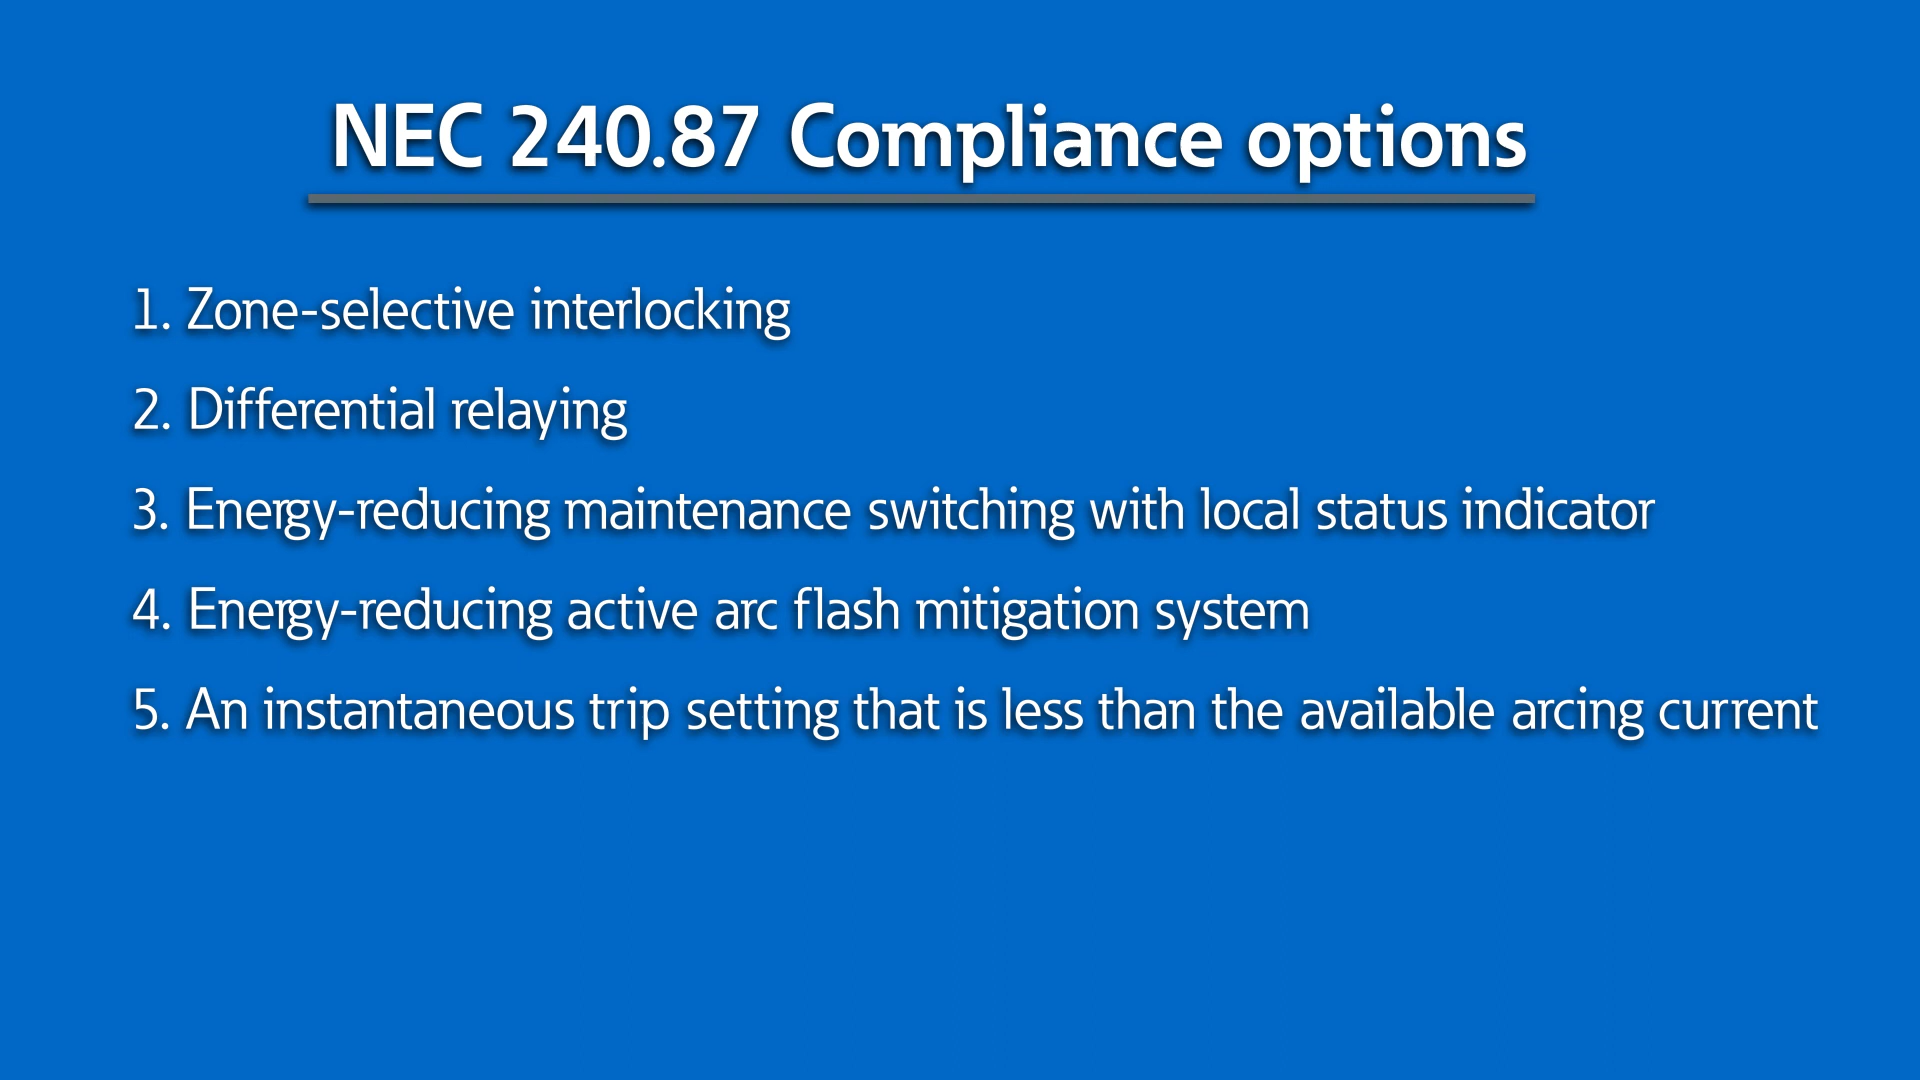 NEC 240.87 Compliance options
1. Zone-selective interlocking
2. Differential relaying
3. Energy-reducing maintenance switching with local status indicator
4. Energy-reducing active arc flash mitigation system
5. An instantaneous trip setting that is less than the available arcing current